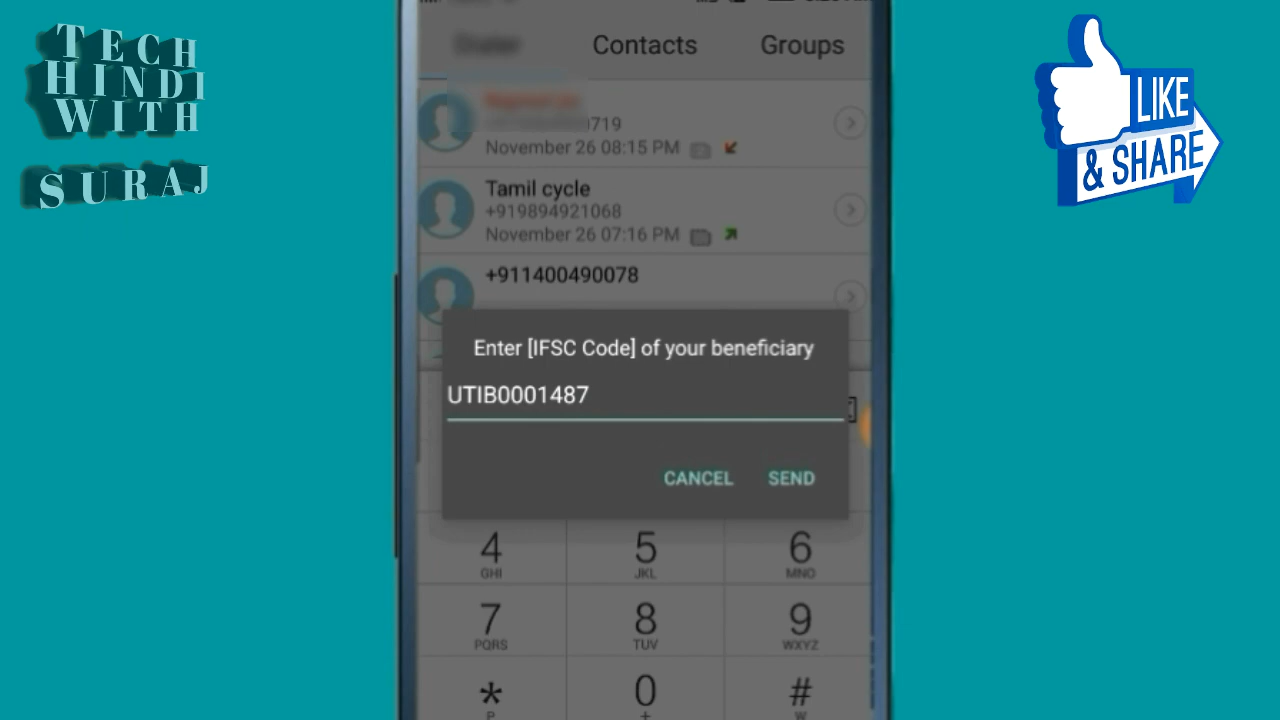 TECH
HINDI
WITH
SURAJ
LIKE
& SHARE
Contacts
Groups
0719
November 26 08:15 PM
Tamil cycle
+919894921068
November 26 07:16 PM
+911400490078
Enter [IFSC Code] of your beneficiary
UTIB0001487
CANCEL
SEND
4
GHI
5
JKL
6
MNO
7
PQRS
8
TUV
9
WXYZ
*
P
0
+
#
W